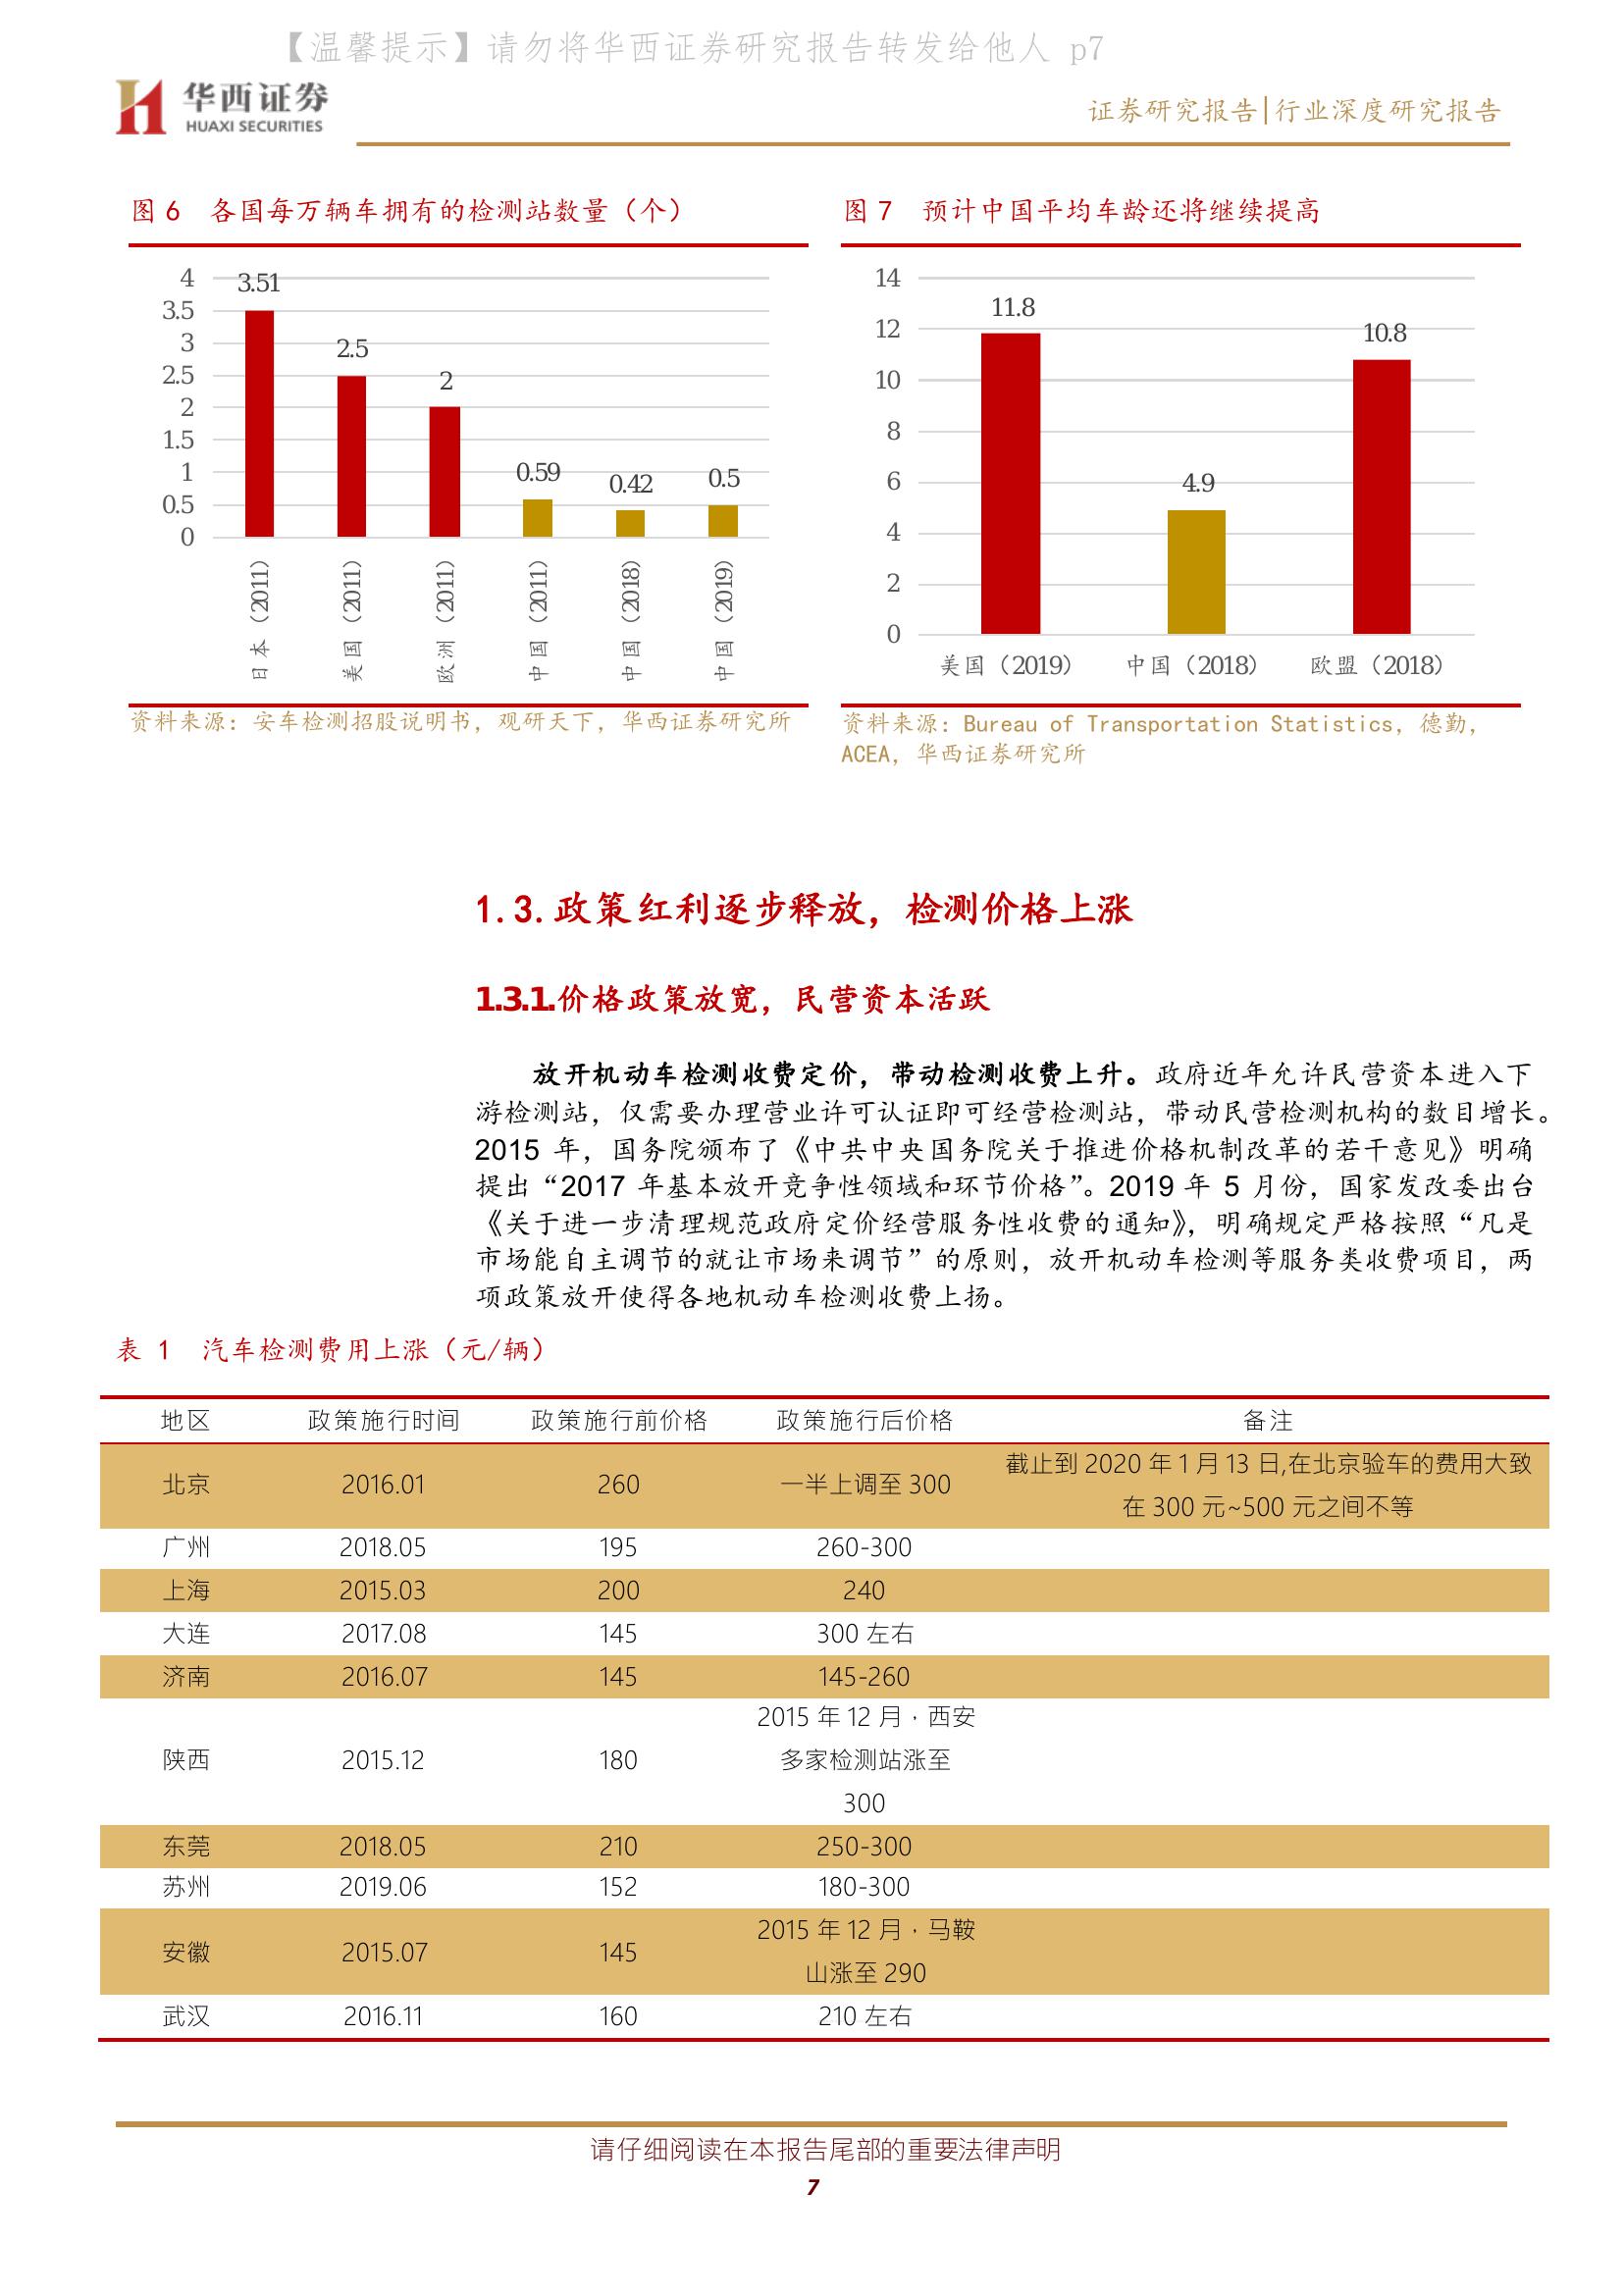 【温馨提示】请勿将华西证券研究报告转发给他人 p7
华西证券
HUAXI SECURITIES
证券研究报告|行业深度研究报告
图 6 各国每万辆车拥有的检测站数量（个）
4
3.5
3
2.5
2
1.5
1
0.5
0
3.51
2.5
2
0.59
0.42
0.5
日本（2011）
美国（2011）
欧洲（2011）
中国（2011）
中国（2018）
中国（2019）
资料来源：安车检测招股说明书，观研天下，华西证券研究所
图 7 预计中国平均车龄还将继续提高
14
12
10
8
6
4
2
0
11.8
4.9
10.8
美国（2019）
中国（2018）
欧盟（2018）
资料来源：Bureau of Transportation Statistics，德勤，
ACEA，华西证券研究所
1.3.政策红利逐步释放，检测价格上涨
1.3.1.价格政策放宽，民营资本活跃
放开机动车检测收费定价，带动检测收费上升。政府近年允许民营资本进入下
游检测站，仅需要办理营业许可认证即可经营检测站，带动民营检测机构的数目增长。
2015 年，国务院颁布了《中共中央国务院关于推进价格机制改革的若干意见》明确
提出“2017 年基本放开竞争性领域和环节价格”。2019 年 5 月份，国家发改委出台
《关于进一步清理规范政府定价经营服务性收费的通知》，明确规定严格按照“凡是
市场能自主调节的就让市场来调节”的原则，放开机动车检测等服务类收费项目，两
项政策放开使得各地机动车检测收费上扬。
表 1 汽车检测费用上涨（元/辆）
地区 政策施行时间 政策施行前价格 政策施行后价格 备注
北京 2016.01 260 一半上调至 300 截止到 2020 年 1 月 13 日,在北京验车的费用大致
在 300 元~500 元之间不等
广州 2018.05 195 260-300
上海 2015.03 200 240
大连 2017.08 145 300 左右
济南 2016.07 145 145-260
陕西 2015.12 180 2015 年 12 月，西安
多家检测站涨至
300
东莞 2018.05 210 250-300
苏州 2019.06 152 180-300
安徽 2015.07 145 2015 年 12 月，马鞍
山涨至 290
武汉 2016.11 160 210 左右
请仔细阅读在本报告尾部的重要法律声明
7